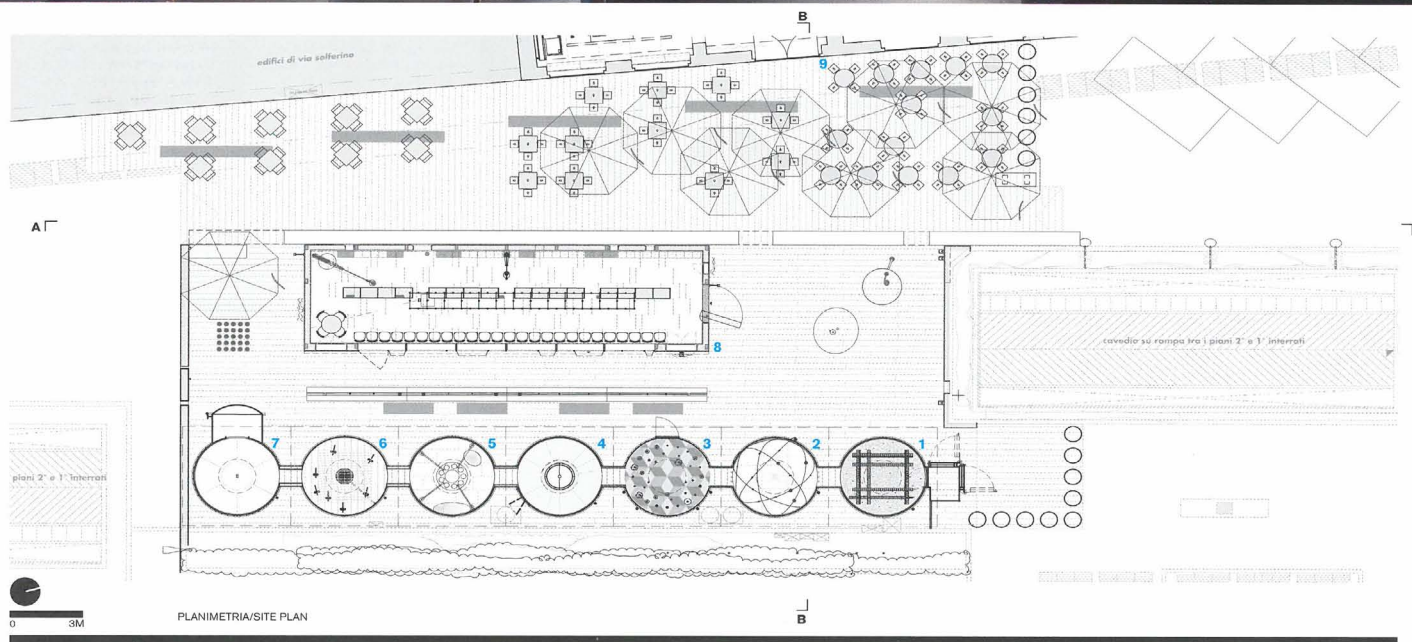 B
edifici di via solferino
9
A
cavedio su rampa tra i piani 2° e 1° interrati
8
7
6
5
4
3
2
1
piani 2° e 1° interrati
0 3M
PLANIMETRIA/SITE PLAN
B